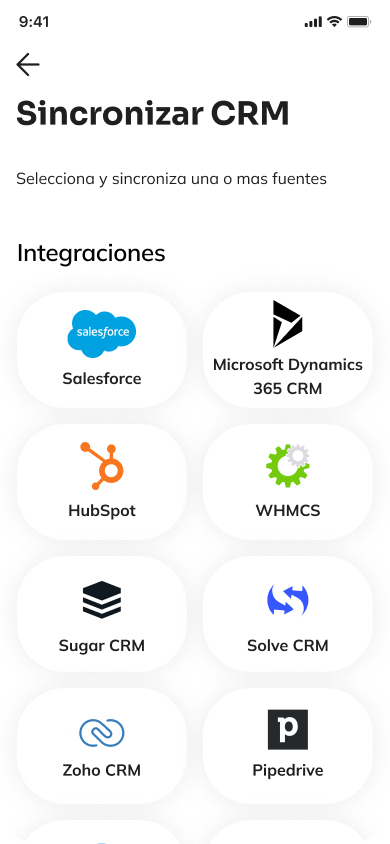 9:41
Sincronizar CRM
Selecciona y sincroniza una o mas fuentes
Integraciones
salesforce
Salesforce
Microsoft Dynamics
365 CRM
HubSpot
WHMCS
Sugar CRM
Solve CRM
Zoho CRM
p
Pipedrive